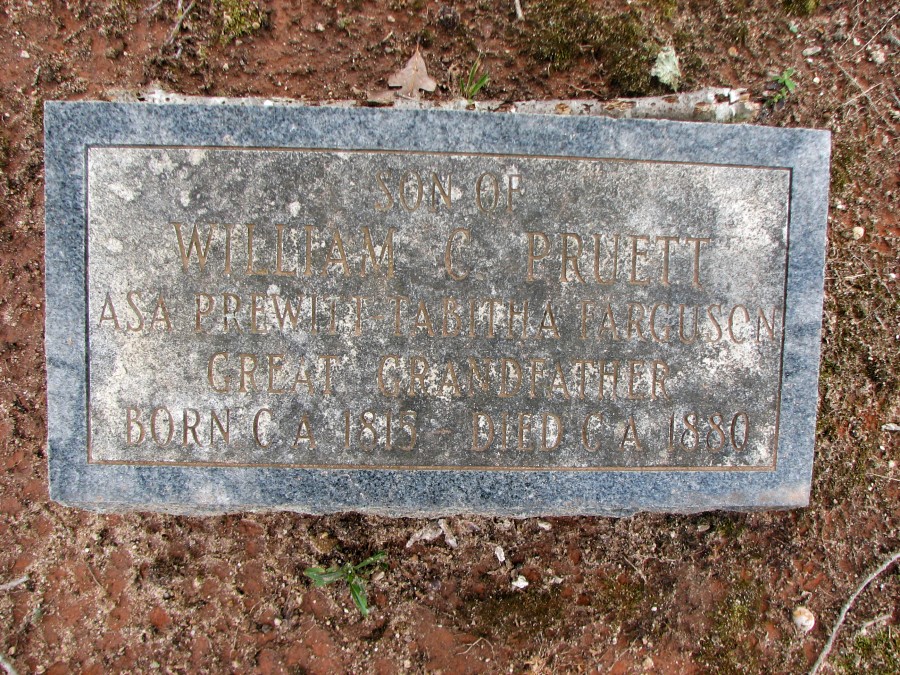 SON OF
WILLIAM C. PRUETT
ASA PREWITT-TABITHA FARGUSON
GREAT GRANDFATHER
BORN C A 1815 - DIED C A 1880